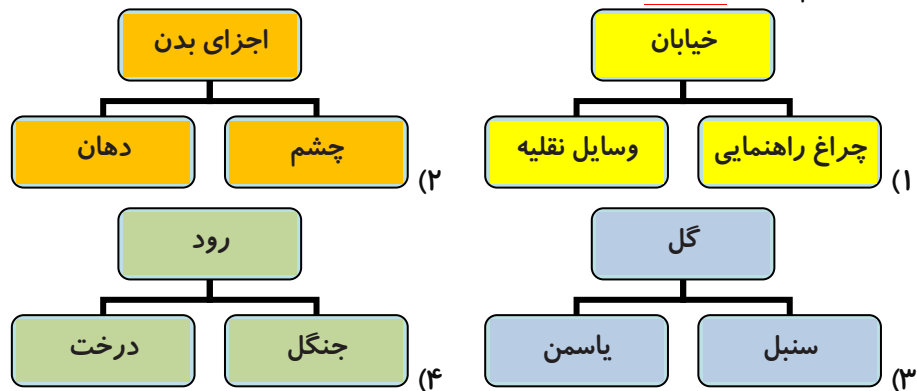 خیابان
چراغ راهنمایی وسایل نقلیه
۱)
اجزای بدن
چشم دهان
۲)
گل
سنبل یاسمن
۳)
رود
جنگل درخت
۴)